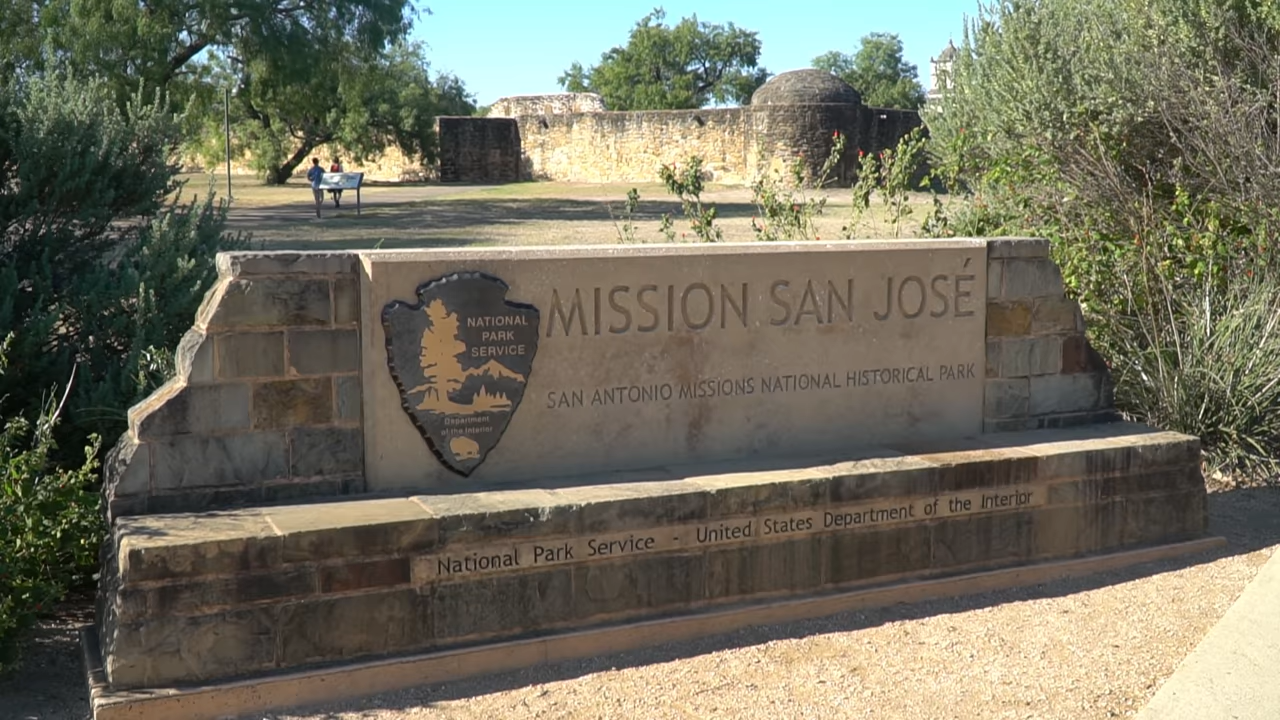 NATIONAL
PARK
SERVICE
Department
of the Interior
MISSION SAN JOSÉ
SAN ANTONIO MISSIONS NATIONAL HISTORICAL PARK
National Park Service - United States Department of the Interior